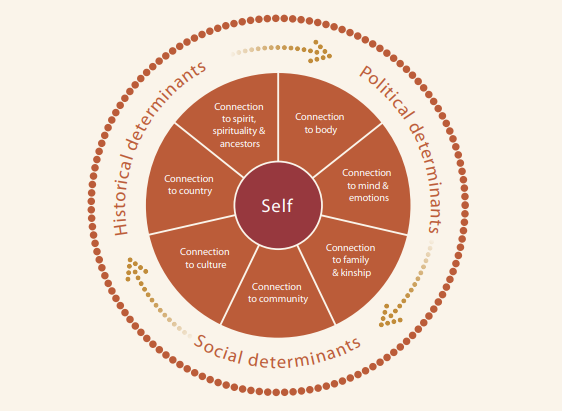 Historical determinants
Political determinants
Social determinants
Self
Connection
to body
Connection
to mind &
emotions
Connection
to family
& kinship
Connection
to community
Connection
to culture
Connection
to country
Connection
to spirit,
spirituality &
ancestors